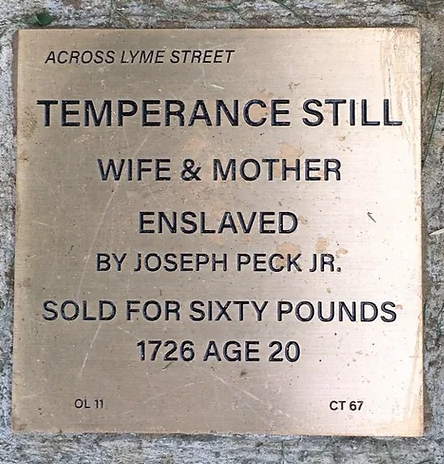 ACROSS LYME STREET
TEMPERANCE STILL
WIFE & MOTHER
ENSLAVED
BY JOSEPH PECK JR.
SOLD FOR SIXTY POUNDS
1726 AGE 20
OL 11 CT 67